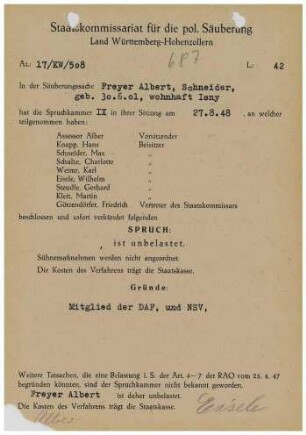 Staatskommissariat für die pol. Säuberung
Land Württemberg-Hohenzollern
687
Az.: 17/KW/508 L: 42
In der Säuberungssache Freyer Albert, Schneider,
geb. 30.6.01, wohnhaft Isny
hat die Spruchkammer IX in ihrer Sitzung am 27.8.48, an welcher
teilgenommen haben:
Assessor Alber Vorsitzender
Knapp, Hans Beisitzer
Schneider, Max "
Schulte, Charlotte "
Weime, Karl "
Eisele, Wilhelm "
Steudle, Gerhard "
Klett, Martin "
Götzendörfer, Friedrich Vertreter des Staatskommissars
beschlossen und sofort verkündet folgenden
SPRUCH:
ist unbelastet.
Sühnemaßnahmen werden nicht angeordnet.
Die Kosten des Verfahrens trägt die Staatskasse.
Gründe:
Mitglied der DAF, und NSV,
Weitere Tatsachen, die eine Belastung i. S. der Art. 4-7 der RAO vom 25. 4. 47
begründen könnten, sind der Spruchkammer nicht bekannt geworden.
Freyer Albert ist daher unbelastet.
Die Kosten des Verfahrens trägt die Staatskasse.
Eisele
Alber